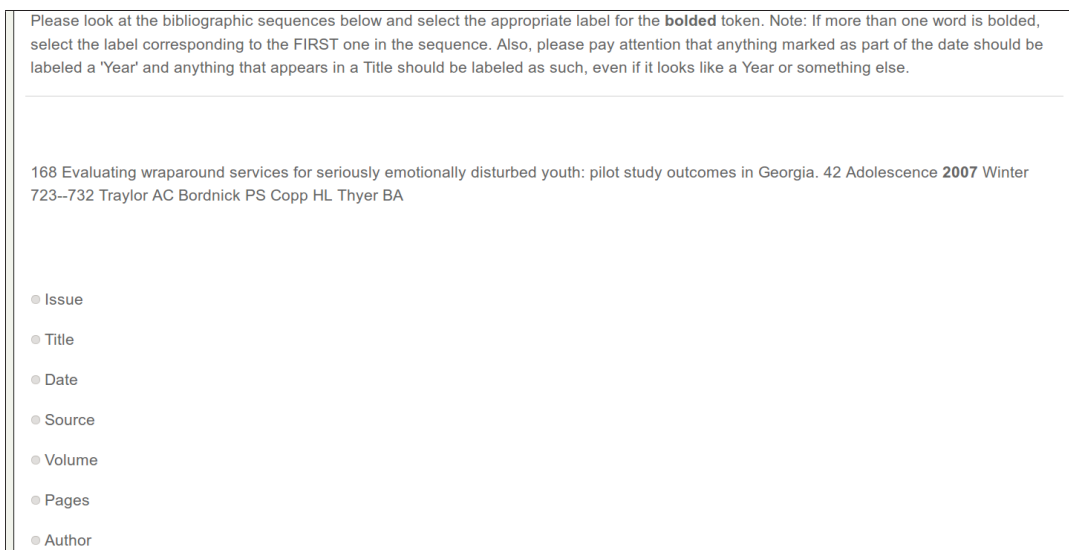 Please look at the bibliographic sequences below and select the appropriate label for the bolded token. Note: If more than one word is bolded,
select the label corresponding to the FIRST one in the sequence. Also, please pay attention that anything marked as part of the date should be
labeled a 'Year' and anything that appears in a Title should be labeled as such, even if it looks like a Year or something else.
168 Evaluating wraparound services for seriously emotionally disturbed youth: pilot study outcomes in Georgia. 42 Adolescence 2007 Winter
723--732 Traylor AC Bordnick PS Copp HL Thyer BA
Issue
Title
Date
Source
Volume
Pages
Author